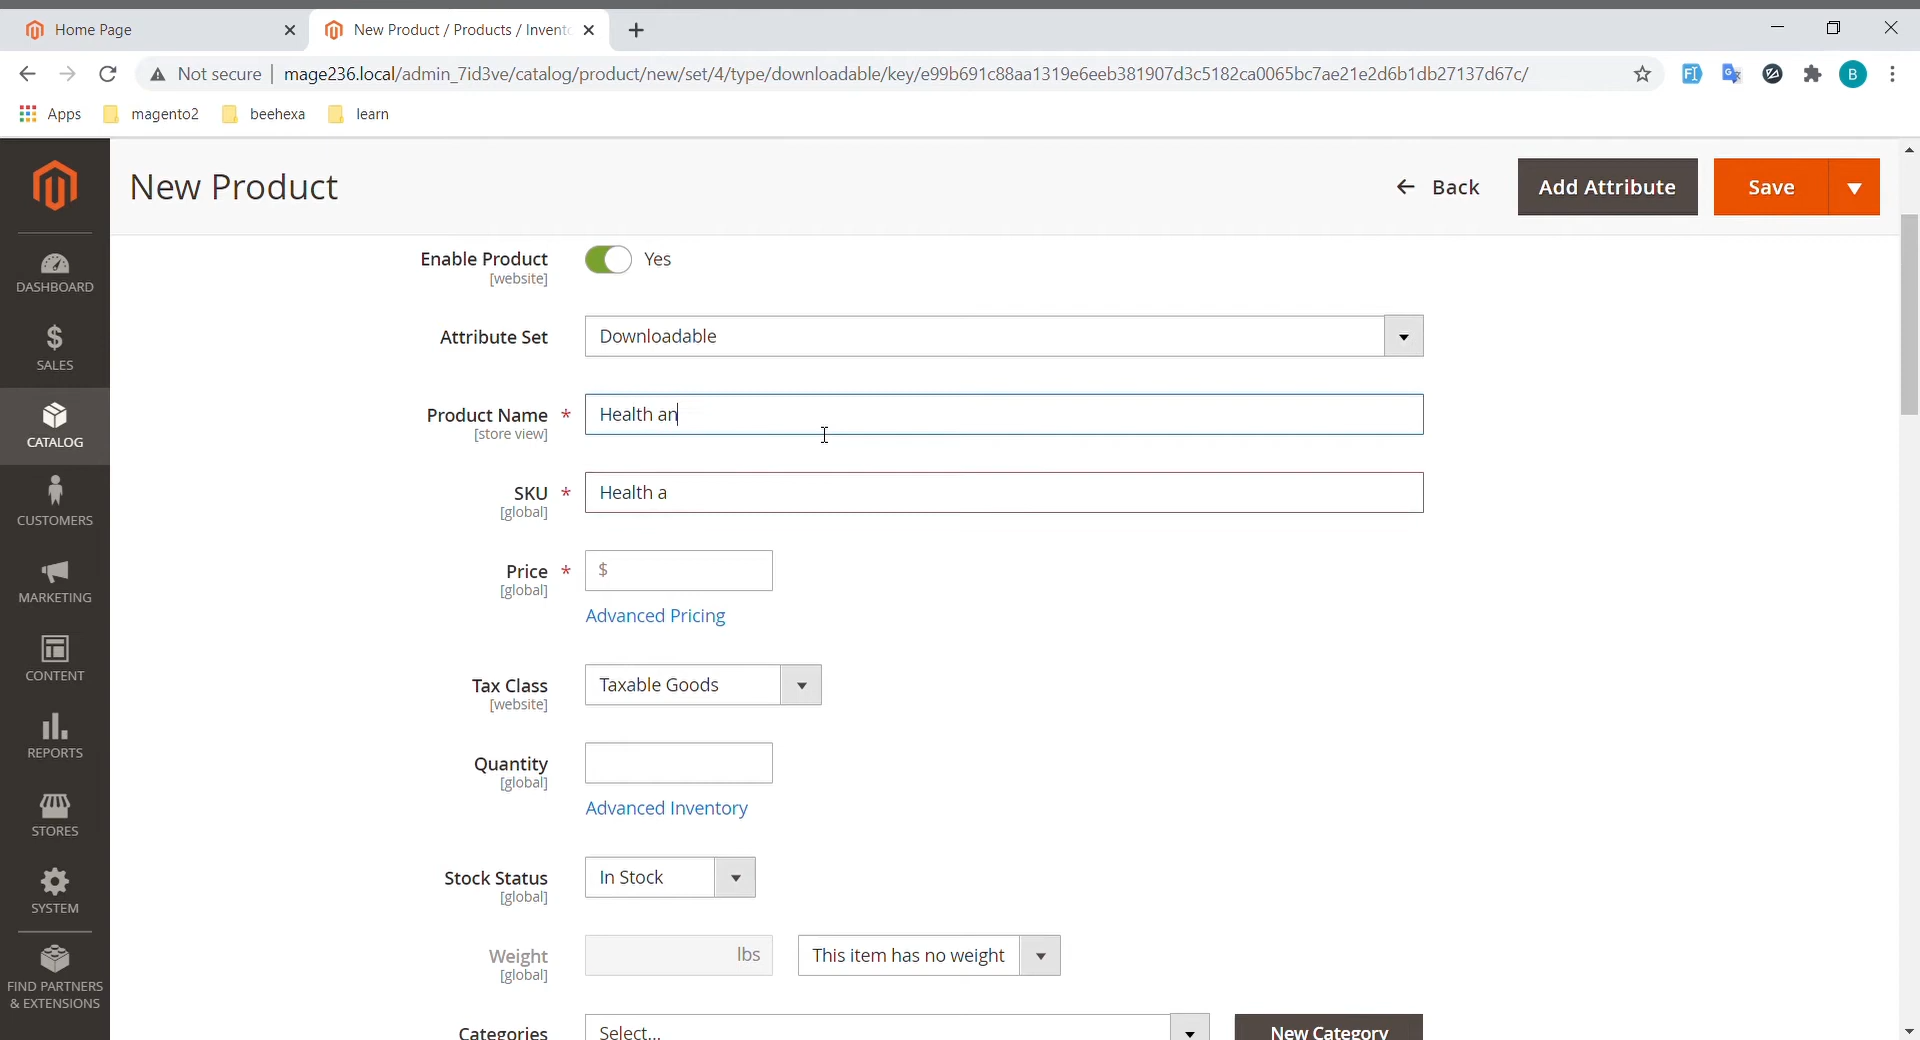 Home Page
New Product / Products / Invento
Not secure
mage236.local/admin_7id3ve/catalog/product/new/set/4/type/downloadable/key/e99b691c88aa1319e6eeb381907d3c5182ca0065bc7ae21e2d6b1db27137d67c/
B
Apps
magento2
beehexa
learn
New Product
Back
Add Attribute
Save
DASHBOARD
SALES
CATALOG
CUSTOMERS
MARKETING
CONTENT
REPORTS
STORES
SYSTEM
FIND PARTNERS
& EXTENSIONS
Enable Product
[website]
Yes
Attribute Set
Downloadable
Product Name *
[store view]
Health an
SKU *
[global]
Health a
Price *
[global]
$
Advanced Pricing
Tax Class
[website]
Taxable Goods
Quantity
[global]
Advanced Inventory
Stock Status
[global]
In Stock
Weight
[global]
lbs
This item has no weight
Categories
Select...
New Category